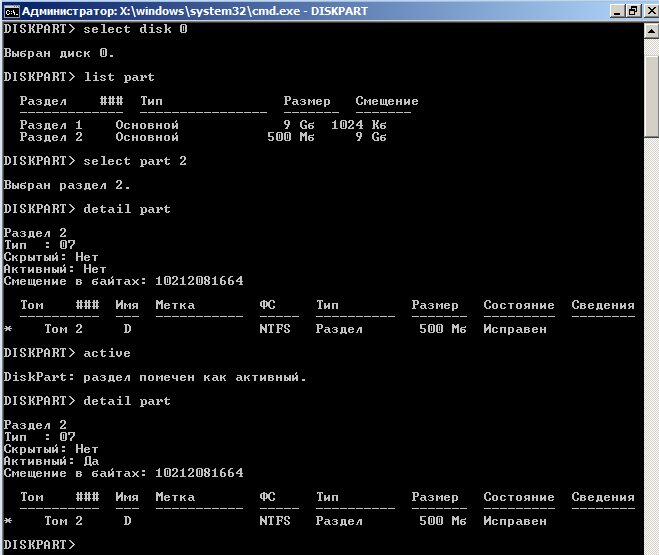 Администратор: X:\windows\system32\cmd.exe - DISKPART
DISKPART> select disk 0
Выбран диск 0.
DISKPART> list part
Раздел    ###  Тип               Размер   Смещение
-------------  ----------------  -------  --------
Раздел 1    Основной             9 Gб  1024 Кб
Раздел 2    Основной           500 Mб     9 Gб
DISKPART> select part 2
Выбран раздел 2.
DISKPART> detail part
Раздел 2
Тип  : 07
Скрытый: Нет
Активный: Нет
Смещение в байтах: 10212081664
Том    ###  Имя  Метка        ФС     Тип         Размер   Состояние  Сведения
----------  ---  -----------  -----  ----------  -------  ---------  --------
*    Том 2     D                NTFS   Раздел       500 Mб  Исправен
DISKPART> active
DiskPart: раздел помечен как активный.
DISKPART> detail part
Раздел 2
Тип  : 07
Скрытый: Нет
Активный: Да
Смещение в байтах: 10212081664
Том    ###  Имя  Метка        ФС     Тип         Размер   Состояние  Сведения
----------  ---  -----------  -----  ----------  -------  ---------  --------
*    Том 2     D                NTFS   Раздел       500 Mб  Исправен
DISKPART>